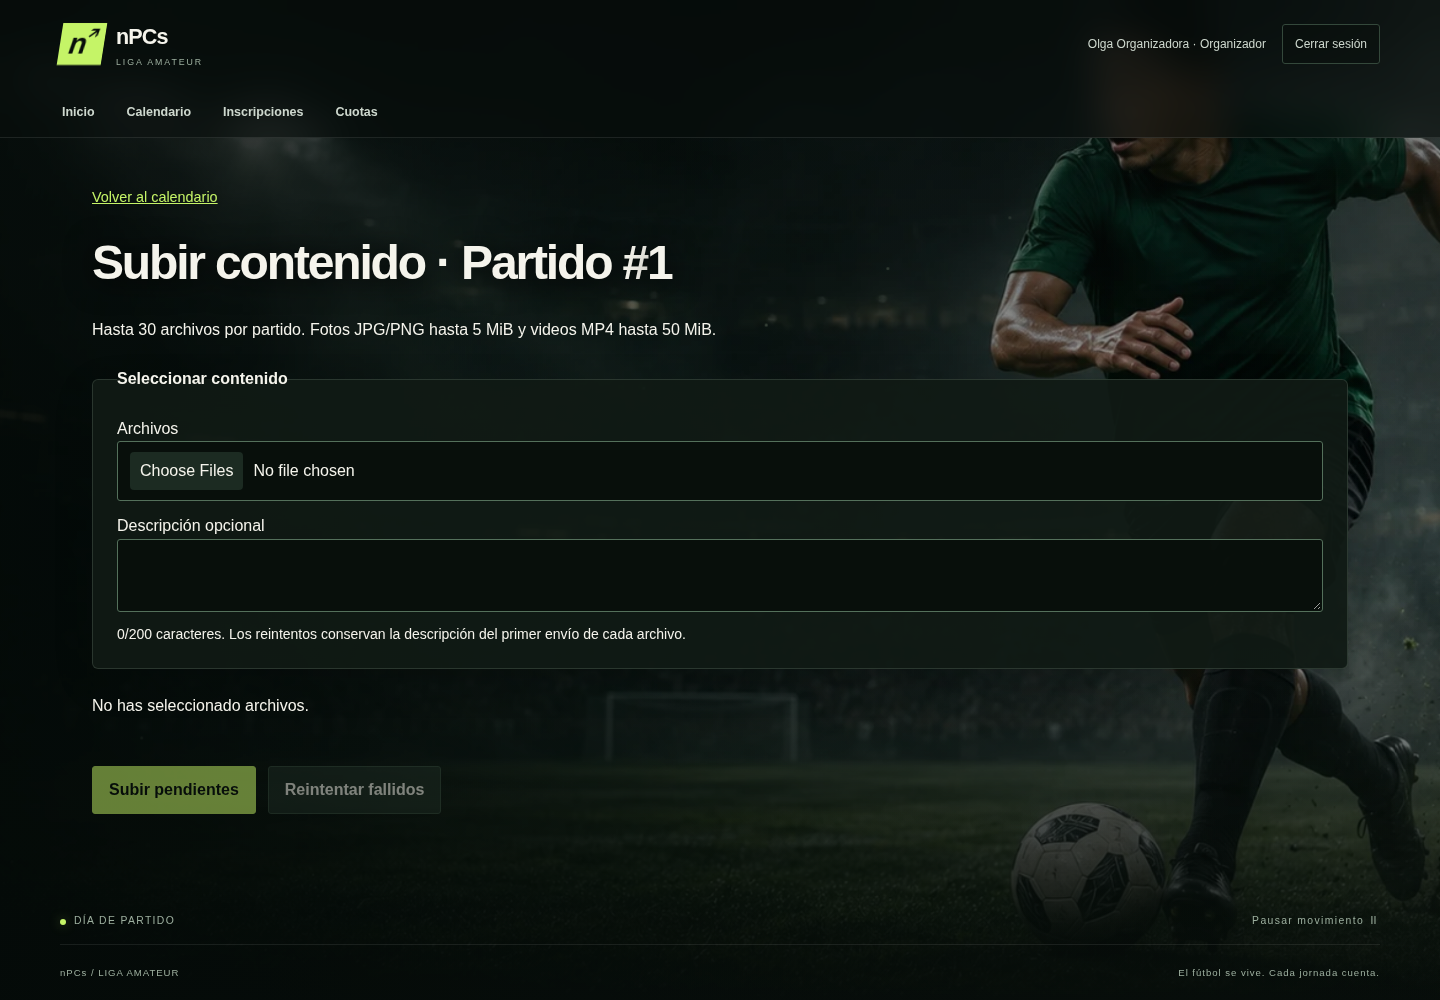 n
nPCs
LIGA AMATEUR
Olga Organizadora · Organizador
Cerrar sesión
Inicio
Calendario
Inscripciones
Cuotas
Volver al calendario
Subir contenido · Partido #1
Hasta 30 archivos por partido. Fotos JPG/PNG hasta 5 MiB y videos MP4 hasta 50 MiB.
Seleccionar contenido
Archivos
Choose Files No file chosen
Descripción opcional
0/200 caracteres. Los reintentos conservan la descripción del primer envío de cada archivo.
No has seleccionado archivos.
Subir pendientes
Reintentar fallidos
DÍA DE PARTIDO
Pausar movimiento
nPCs / LIGA AMATEUR
El fútbol se vive. Cada jornada cuenta.